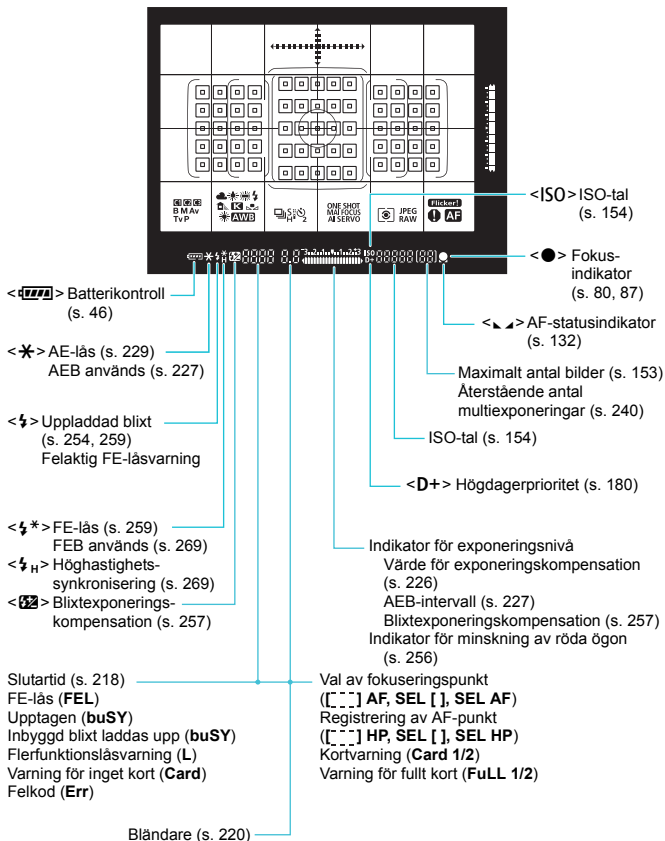 B M Av
Tv P
K
AWB
S
H
2
ONE SHOT
MAI FOCUS
AI SERVO
JPEG
RAW
Flicker!
AF
ISO
D+
<ISO> ISO-tal
(s. 154)
<●> Fokus-
indikator
(s. 80, 87)
< > AF-statusindikator
(s. 132)
Maximalt antal bilder (s. 153)
Återstående antal
multiexponeringar (s. 240)
ISO-tal (s. 154)
<D+> Högdagerprioritet (s. 180)
< > Batterikontroll
(s. 46)
<✱> AE-lås (s. 229)
AEB används (s. 227)
<⚡> Uppladdad blixt
(s. 254, 259)
Felaktig FE-låsvarning
<⚡*> FE-lås (s. 259)
FEB används (s. 269)
<⚡H> Höghastighets-
synkronisering (s. 269)
< > Blixtexponerings-
kompensation (s. 257)
Indikator för exponeringsnivå
Värde för exponeringskompensation
(s. 226)
AEB-intervall (s. 227)
Blixtexponeringskompensation (s. 257)
Indikator för minskning av röda ögon
(s. 256)
Slutartid (s. 218)
FE-lås (FEL)
Upptagen (buSY)
Inbyggd blixt laddas upp (buSY)
Flerfunktionslåsvarning (L)
Varning för inget kort (Card)
Felkod (Err)
Val av fokuseringspunkt
([ ] AF, SEL [ ], SEL AF)
Registrering av AF-punkt
([ ] HP, SEL [ ], SEL HP)
Kortvarning (Card 1/2)
Varning för fullt kort (FuLL 1/2)
Bländare (s. 220)